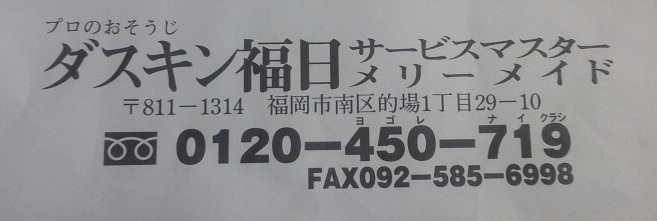 プロのおそうじ
ダスキン福日 サービスマスター
メリーメイド
〒811-1314 福岡市南区的場1丁目29-10
ヨゴレ ナイ クラシ
0120-450-719
FAX092-585-6998